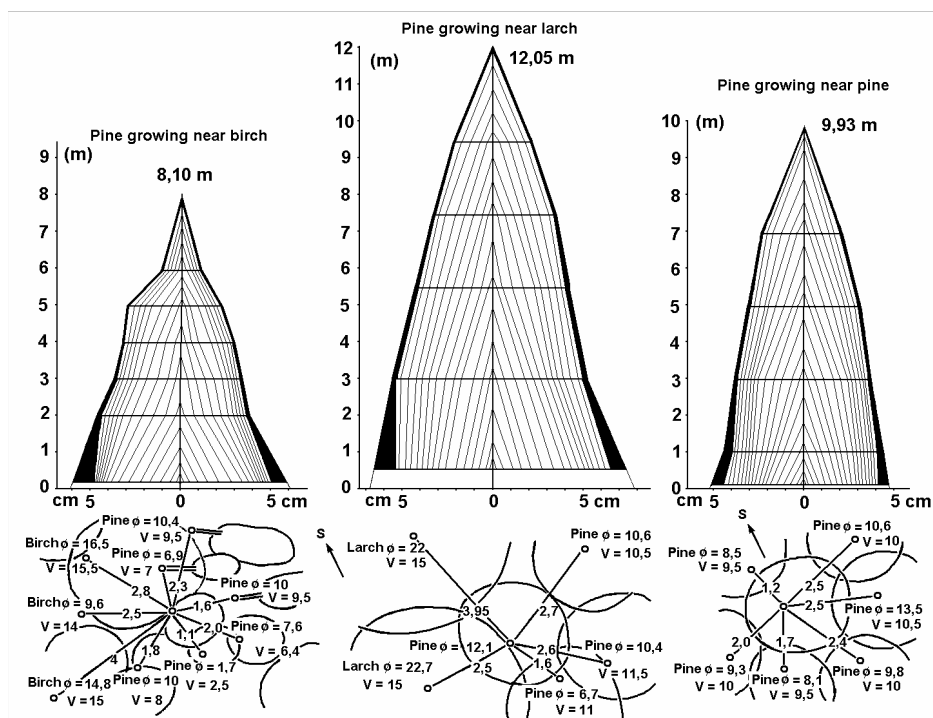 Pine growing near larch
12
(m)
12,05 m
11
10
9
8
7
6
5
4
3
2
1
0
cm 5
0
5 cm
Pine growing near birch
9
(m)
8,10 m
8
7
6
5
4
3
2
1
0
cm 5
0
5 cm
Pine growing near pine
10
(m)
9,93 m
9
8
7
6
5
4
3
2
1
0
cm 5
0
5 cm
Pine ø = 10,4
V = 9,5
Birch ø = 16,5
V = 15,5
Pine ø = 6,9
V = 7
Pine ø = 10
V = 9,5
2,8
2,3
1,6
Birch ø = 9,6
V = 14
2,5
2,0
Pine ø = 7,6
V = 6,4
1,1
1,8
4
Pine ø = 1,7
V = 2,5
Birch ø = 14,8
V = 15
Pine ø = 10
V = 8
S
Larch ø = 22
V = 15
Pine ø = 10,6
V = 10,5
3,95
2,7
Pine ø = 12,1
2,6
Pine ø = 10,4
V = 11,5
Larch ø = 22,7
V = 15
2,5
1,6
Pine ø = 6,7
V = 11
S
Pine ø = 10,6
V = 10
Pine ø = 8,5
V = 9,5
1,2
2,5
2,5
Pine ø = 13,5
V = 10,5
2,0
1,7
2,4
Pine ø = 9,3
V = 10
Pine ø = 8,1
V = 9,5
Pine ø = 9,8
V = 10